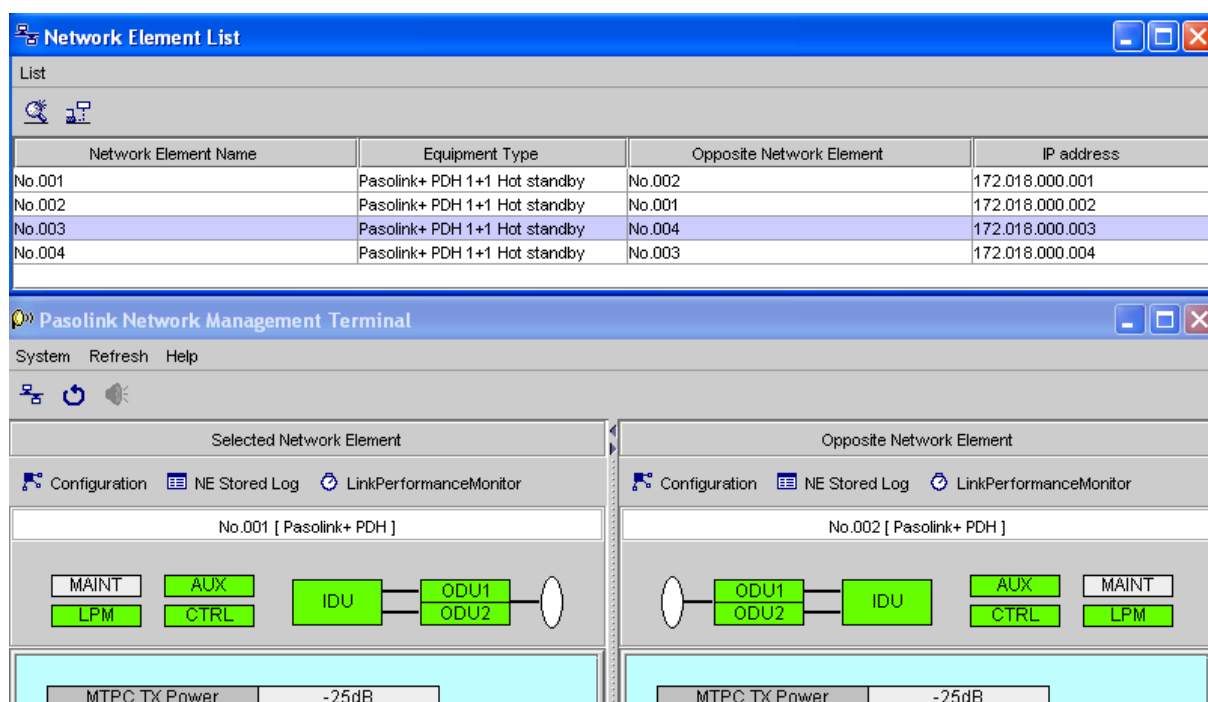 Network Element List
List
Network Element Name Equipment Type Opposite Network Element IP address
No.001 Pasolink+ PDH 1+1 Hot standby No.002 172.018.000.001
No.002 Pasolink+ PDH 1+1 Hot standby No.001 172.018.000.002
No.003 Pasolink+ PDH 1+1 Hot standby No.004 172.018.000.003
No.004 Pasolink+ PDH 1+1 Hot standby No.003 172.018.000.004
Pasolink Network Management Terminal
System Refresh Help
Selected Network Element Opposite Network Element
Configuration NE Stored Log LinkPerformanceMonitor Configuration NE Stored Log LinkPerformanceMonitor
No.001 [ Pasolink+ PDH ] No.002 [ Pasolink+ PDH ]
MAINT AUX IDU ODU1 ODU1 IDU AUX MAINT
LPM CTRL ODU2 ODU2 CTRL LPM
MTPC TX Power -25dB MTPC TX Power -25dB